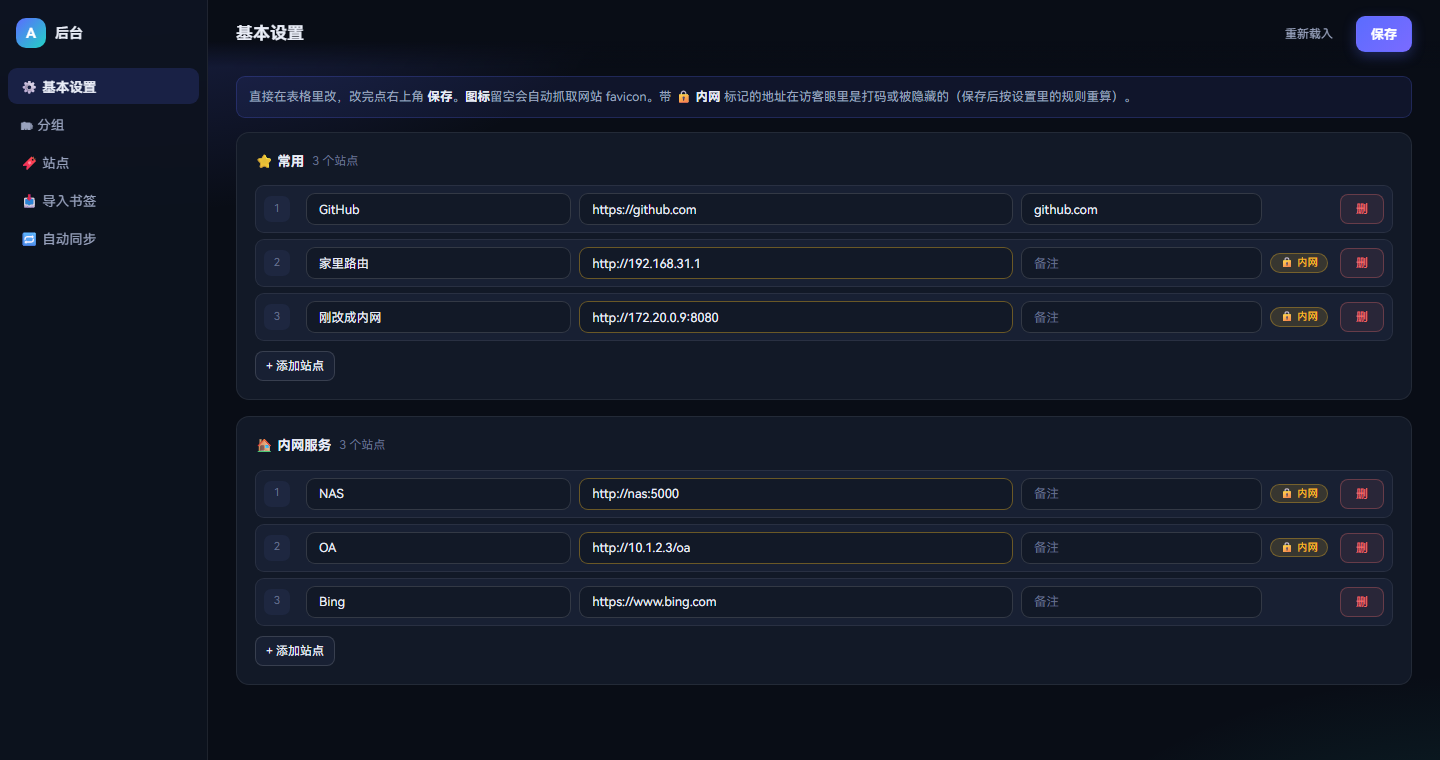 A 后台
基本设置
分组
站点
导入书签
自动同步
基本设置
重新载入
保存
直接在表格里改，改完点右上角 保存。图标留空会自动抓取网站 favicon。带 🔒 内网 标记的地址在访客眼里是打码或被隐藏的（保存后按设置里的规则重算）。
⭐ 常用 3 个站点
1 GitHub https://github.com github.com 删
2 家里路由 http://192.168.31.1 备注 🔒 内网 删
3 刚改成内网 http://172.20.0.9:8080 备注 🔒 内网 删
+ 添加站点
🏠 内网服务 3 个站点
1 NAS http://nas:5000 备注 🔒 内网 删
2 OA http://10.1.2.3/oa 备注 🔒 内网 删
3 Bing https://www.bing.com 备注 删
+ 添加站点